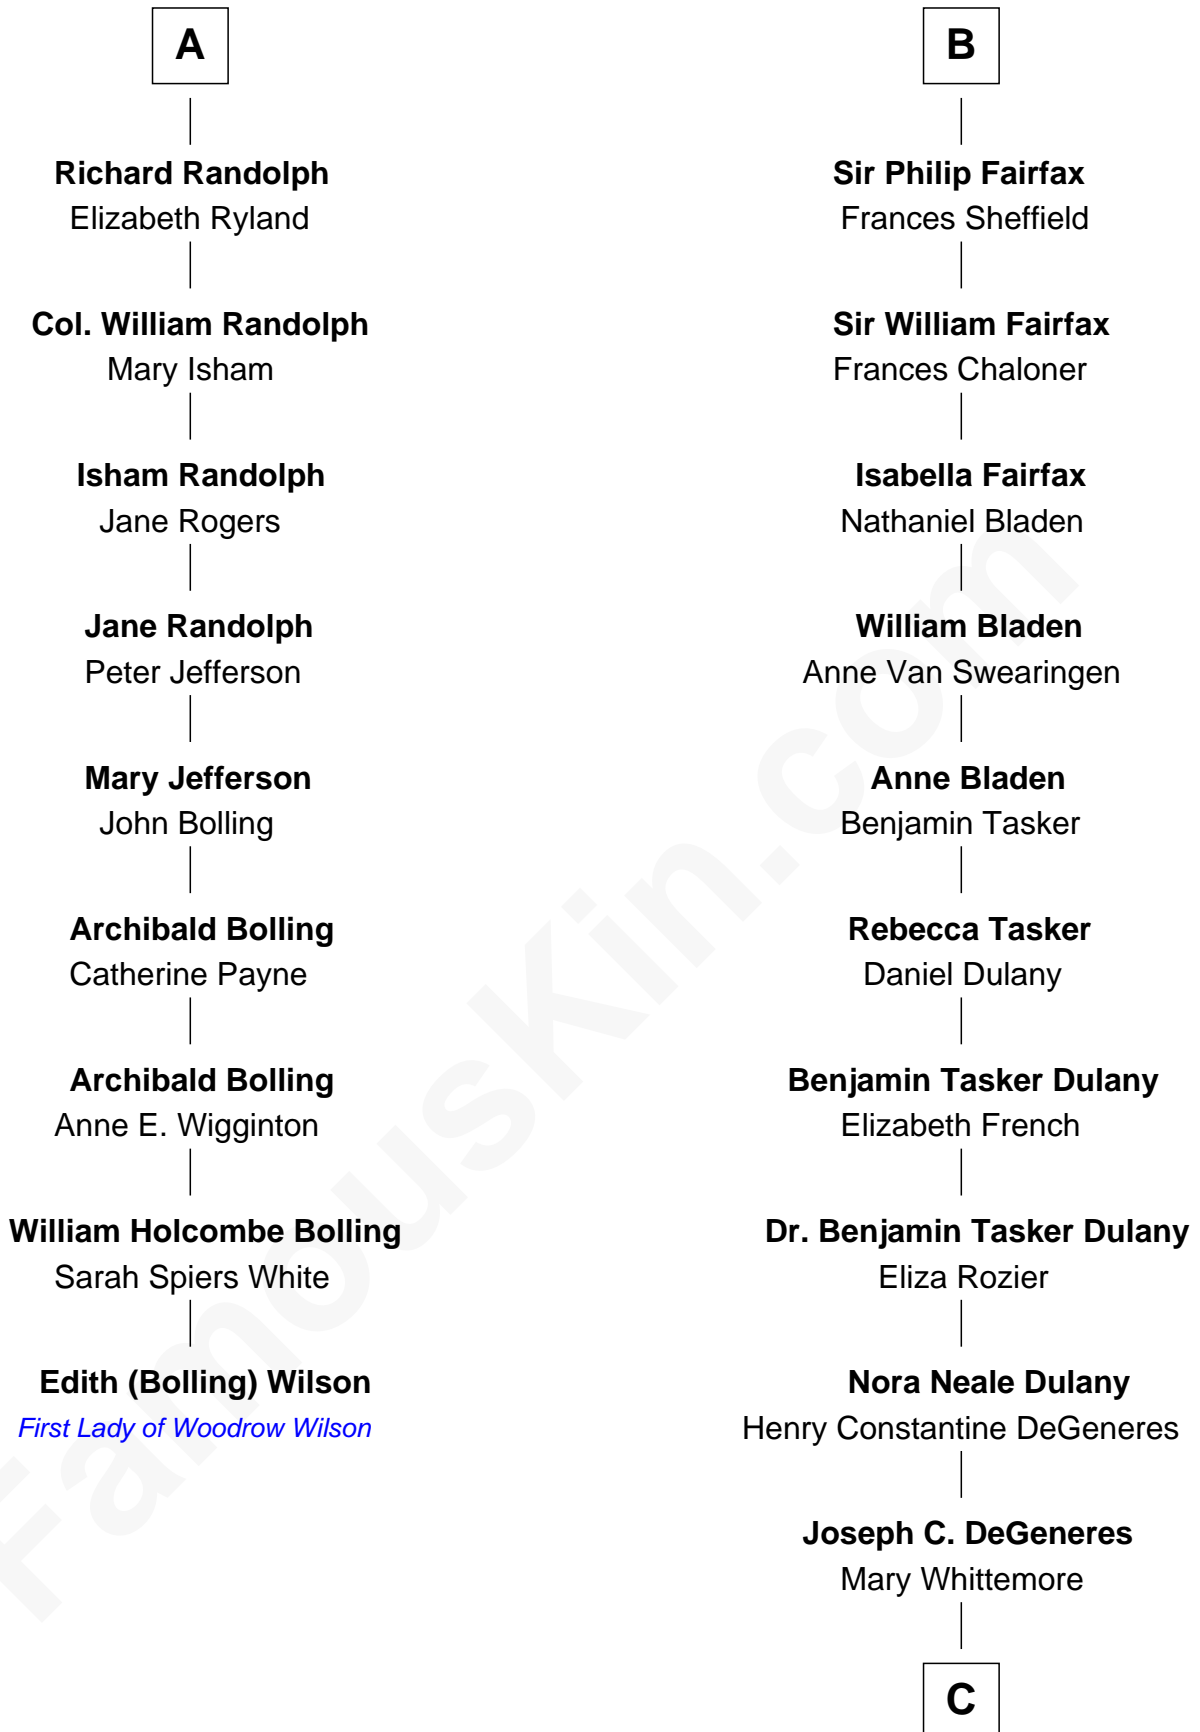 A
Richard Randolph
Elizabeth Ryland
Col. William Randolph
Mary Isham
Isham Randolph
Jane Rogers
Jane Randolph
Peter Jefferson
Mary Jefferson
John Bolling
Archibald Bolling
Catherine Payne
Archibald Bolling
Anne E. Wigginton
William Holcombe Bolling
Sarah Spiers White
Edith (Bolling) Wilson
First Lady of Woodrow Wilson
B
Sir Philip Fairfax
Frances Sheffield
Sir William Fairfax
Frances Chaloner
Isabella Fairfax
Nathaniel Bladen
William Bladen
Anne Van Swearingen
Anne Bladen
Benjamin Tasker
Rebecca Tasker
Daniel Dulany
Benjamin Tasker Dulany
Elizabeth French
Dr. Benjamin Tasker Dulany
Eliza Rozier
Nora Neale Dulany
Henry Constantine DeGeneres
Joseph C. DeGeneres
Mary Whittemore
C
FamousKin.com